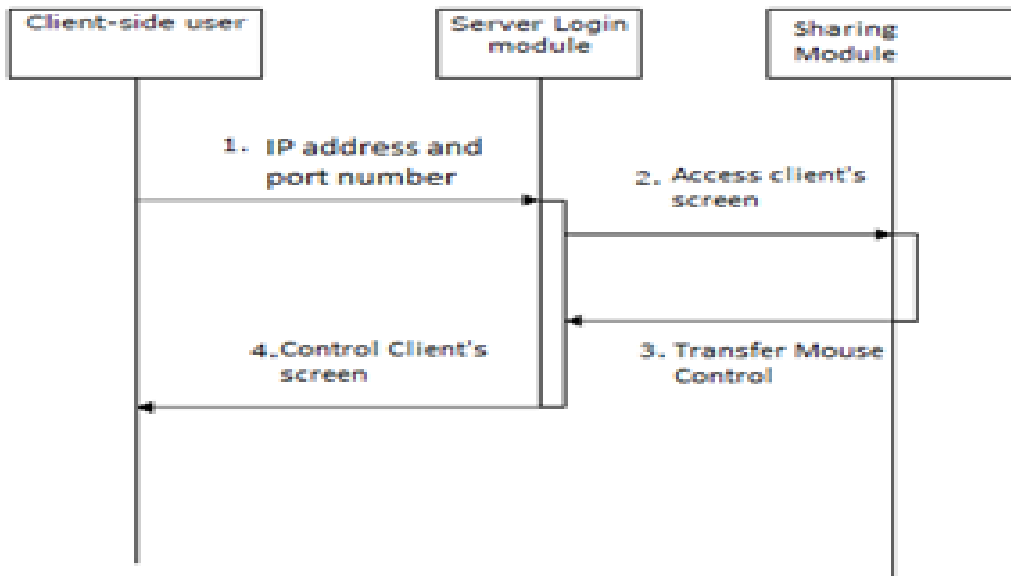 Client-side user
Server Login
module
Sharing
Module
1. IP address and
port number
2. Access client's
screen
3. Transfer Mouse
Control
4.Control Client's
screen